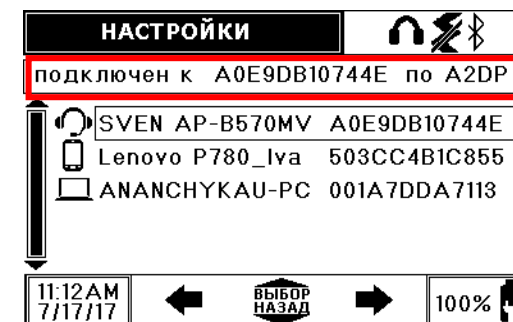 НАСТРОЙКИ
подключен к A0E9DB10744E по A2DP
SVEN AP-B570MV A0E9DB10744E
Lenovo P780_Iva 503CC4B1C855
ANANCHYKAU-PC 001A7DDA7113
11:12AM
7/17/17
ВЫБОР
НАЗАД
100%